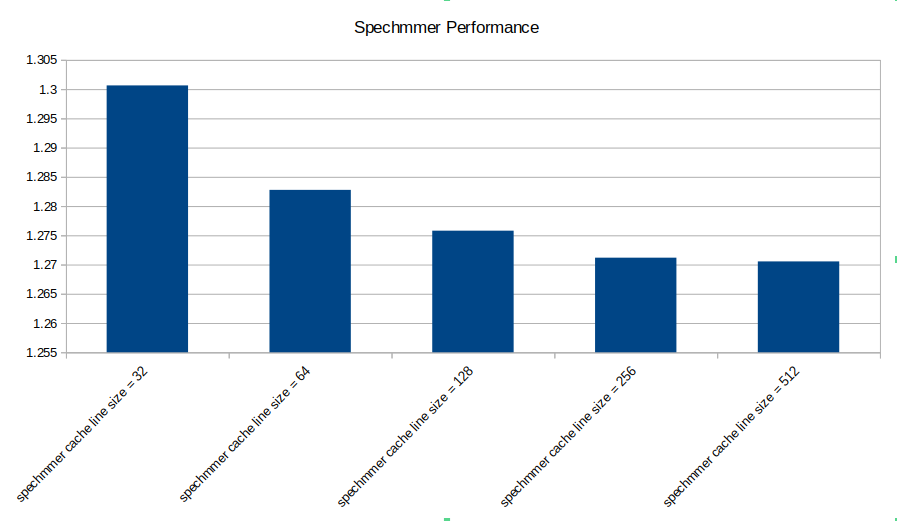 Spechmmer Performance
1.305
1.3
1.295
1.29
1.285
1.28
1.275
1.27
1.265
1.26
1.255
spechmmer cache line size = 32
spechmmer cache line size = 64
spechmmer cache line size = 128
spechmmer cache line size = 256
spechmmer cache line size = 512